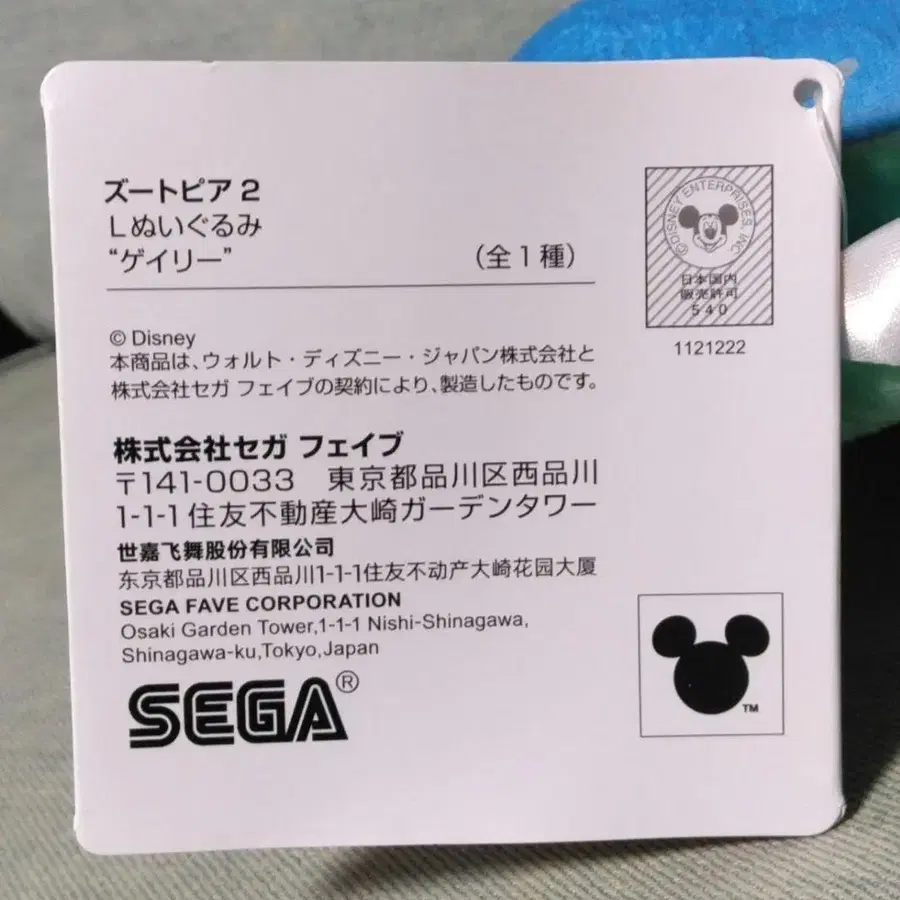 ズートピア2
Lぬいぐるみ
“ゲイリー”
（全1種）
© Disney
本商品は、ウォルト・ディズニー・ジャパン株式会社と
株式会社セガ フェイブの契約により、製造したものです。
株式会社セガ フェイブ
〒141-0033 東京都品川区西品川
1-1-1住友不動産大崎ガーデンタワー
世嘉飞舞股份有限公司
东京都品川区西品川1-1-1住友不动产大崎花园大厦
SEGA FAVE CORPORATION
Osaki Garden Tower,1-1-1 Nishi-Shinagawa,
Shinagawa-ku,Tokyo,Japan
SEGA®
©DISNEY ENTERPRISES, INC
日本国内
販売許可
540
1121222
TM